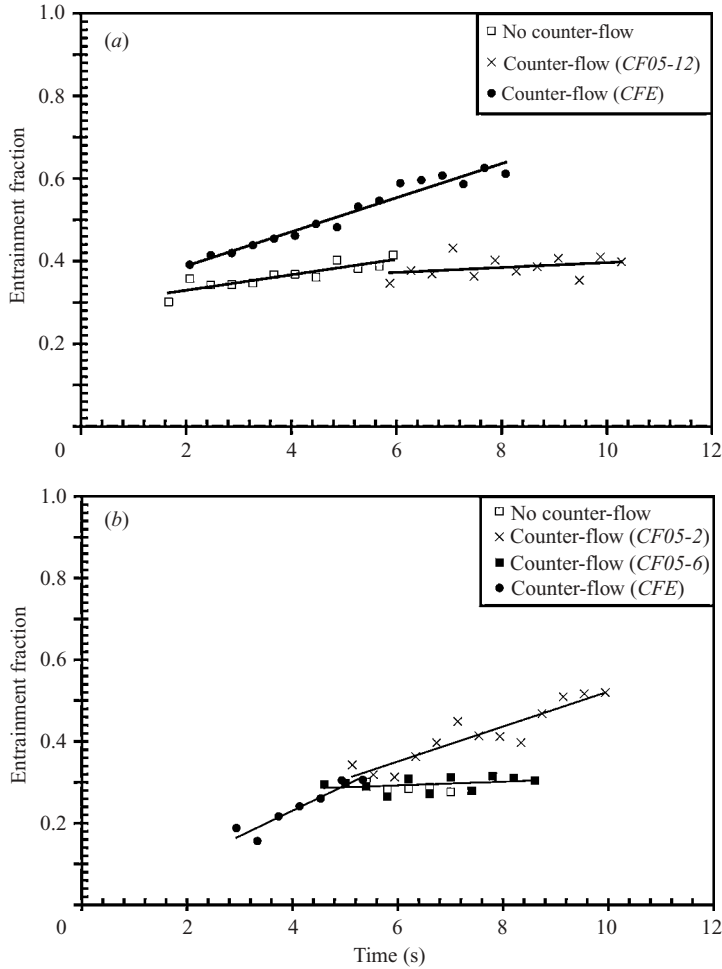 1.0
(a)
No counter-flow
Counter-flow (CF05-12)
Counter-flow (CFE)
0.8
0.6
Entrainment fraction
0.4
0.2
0 2 4 6 8 10 12
1.0
(b)
No counter-flow
Counter-flow (CF05-2)
Counter-flow (CF05-6)
Counter-flow (CFE)
0.8
0.6
Entrainment fraction
0.4
0.2
0 2 4 6 8 10 12
Time (s)